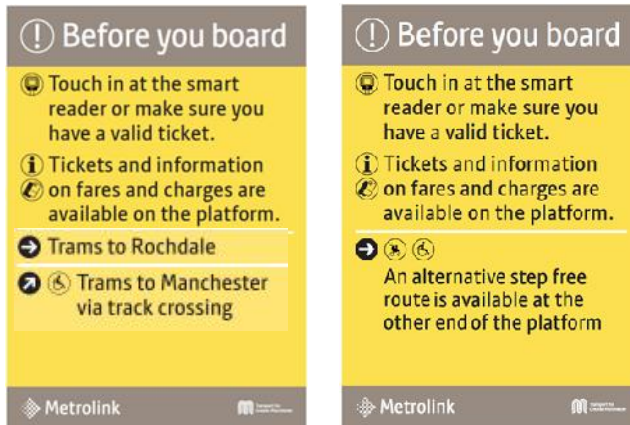 Before you board
Touch in at the smart
reader or make sure you
have a valid ticket.
Tickets and information
on fares and charges are
available on the platform.
Trams to Rochdale
Trams to Manchester
via track crossing
Metrolink
Before you board
Touch in at the smart
reader or make sure you
have a valid ticket.
Tickets and information
on fares and charges are
available on the platform.
An alternative step free
route is available at the
other end of the platform
Metrolink